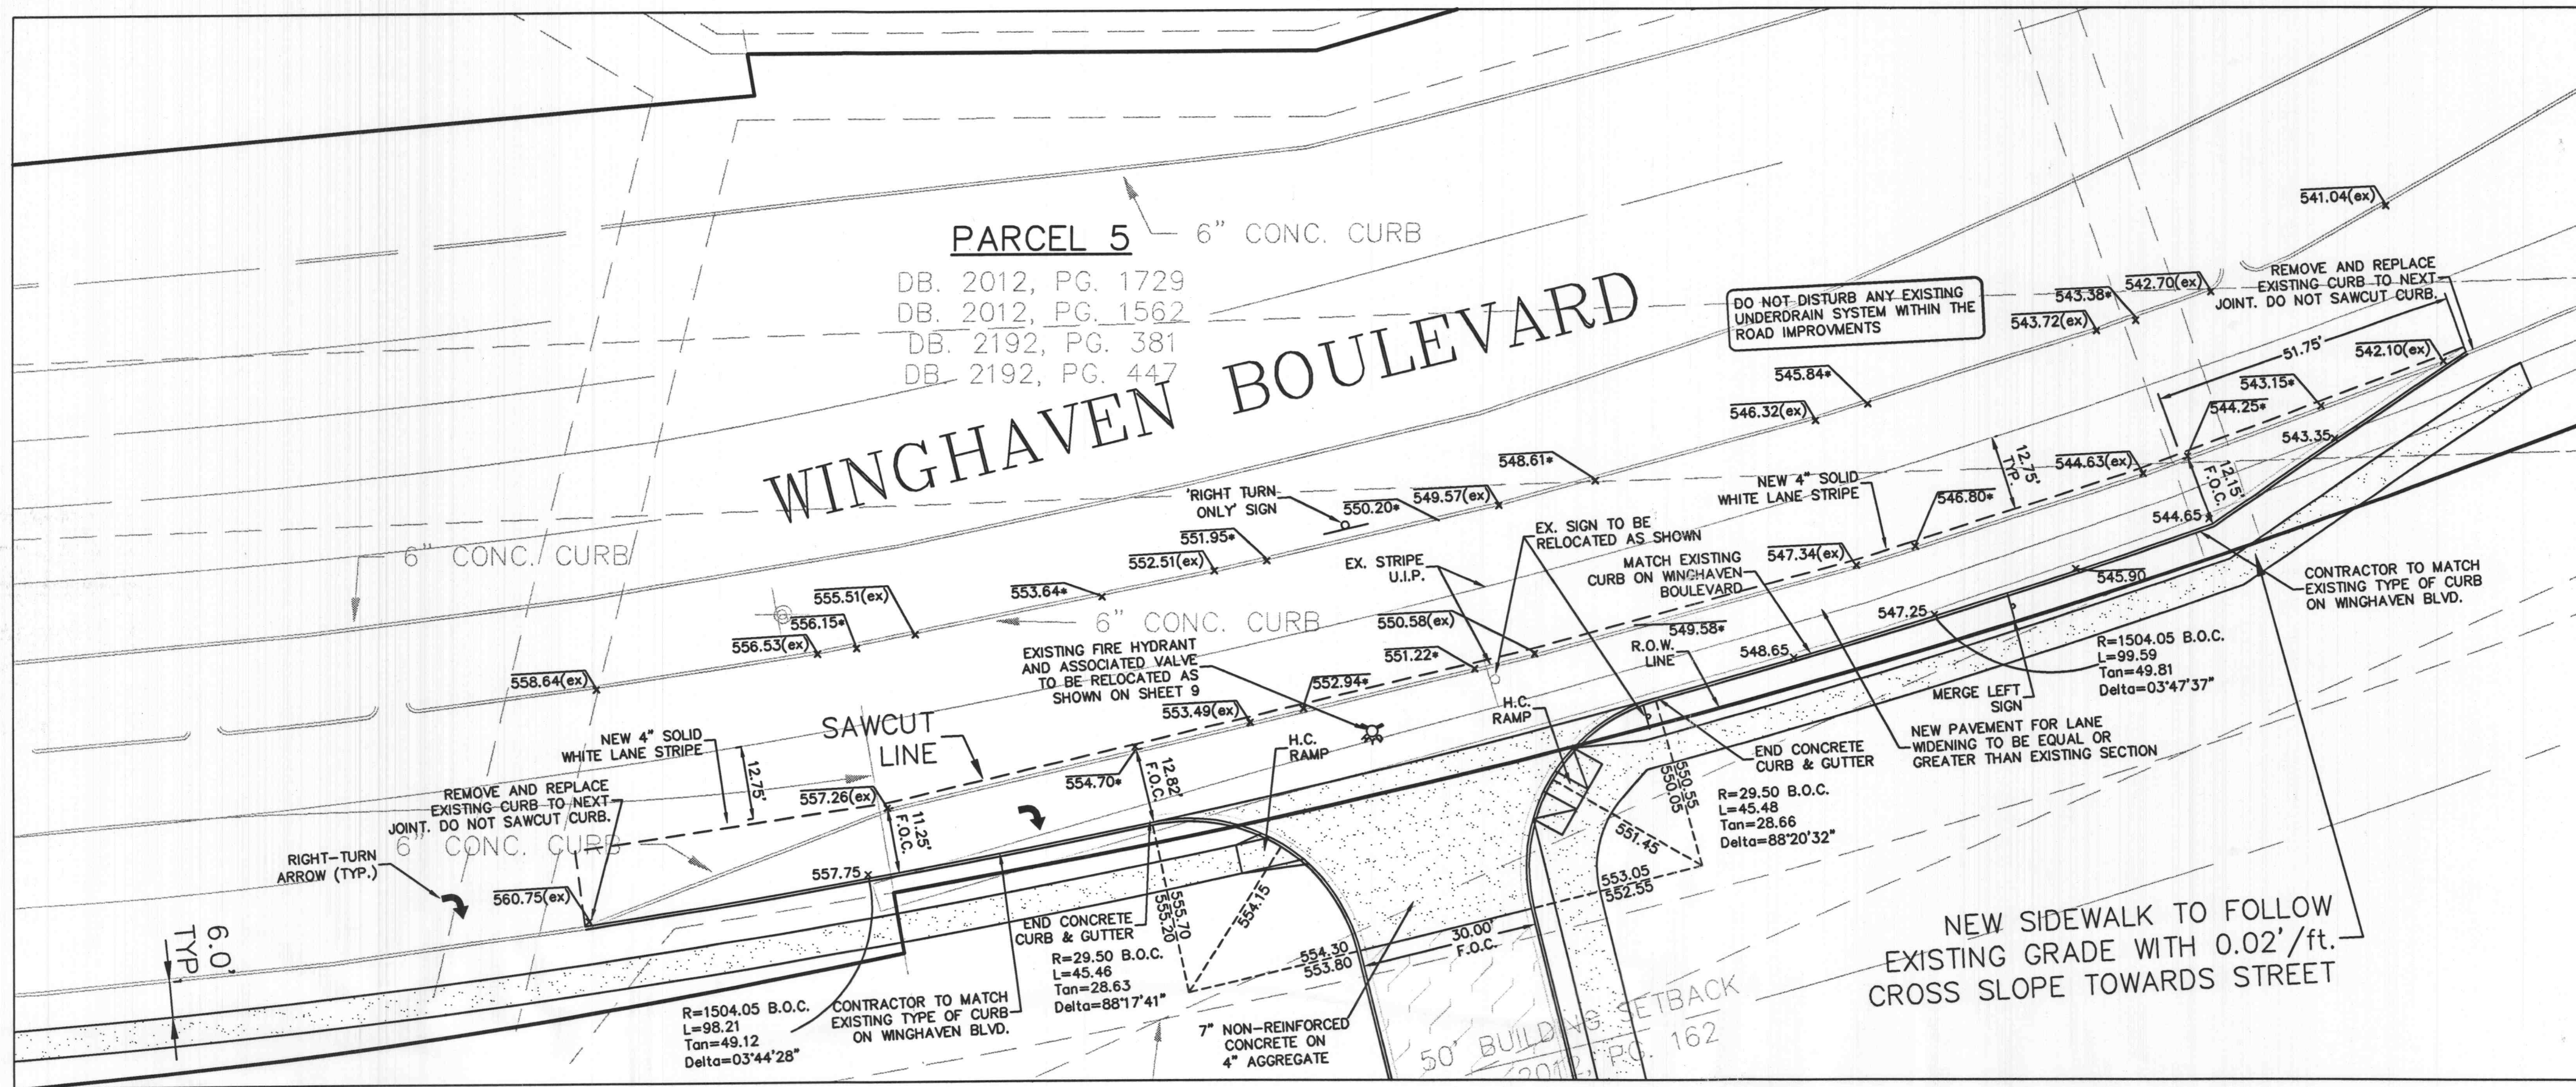 PARCEL 5
6" CONC. CURB
DB. 2012, PG. 1729
DB. 2012, PG. 1562
DB. 2192, PG. 381
DB. 2192, PG. 447
WINGHAVEN BOULEVARD
DO NOT DISTURB ANY EXISTING
UNDERDRAIN SYSTEM WITHIN THE
ROAD IMPROVMENTS
541.04(ex)
REMOVE AND REPLACE
EXISTING CURB TO NEXT
JOINT. DO NOT SAWCUT CURB.
542.70(ex)
543.38*
543.72(ex)
51.75'
542.10(ex)
543.15*
544.25*
543.35
545.84*
546.32(ex)
12.75'
TYP
544.63(ex)
12.15'
F.O.C.
544.65
548.61*
549.57(ex)
550.20*
'RIGHT TURN
ONLY' SIGN
NEW 4" SOLID
WHITE LANE STRIPE
546.80*
547.34(ex)
EX. SIGN TO BE
RELOCATED AS SHOWN
MATCH EXISTING
CURB ON WINGHAVEN
BOULEVARD
EX. STRIPE
U.I.P.
551.95*
552.51(ex)
553.64*
6" CONC. CURB
555.51(ex)
556.15*
556.53(ex)
558.64(ex)
6" CONC. CURB
550.58(ex)
549.58*
551.22*
552.94*
553.49(ex)
EXISTING FIRE HYDRANT
AND ASSOCIATED VALVE
TO BE RELOCATED AS
SHOWN ON SHEET 9
R.O.W.
LINE
548.65
547.25
545.90
CONTRACTOR TO MATCH
EXISTING TYPE OF CURB
ON WINGHAVEN BLVD.
R=1504.05 B.O.C.
L=99.59
Tan=49.81
Delta=03°47'37"
MERGE LEFT
SIGN
NEW PAVEMENT FOR LANE
WIDENING TO BE EQUAL OR
GREATER THAN EXISTING SECTION
H.C.
RAMP
H.C.
RAMP
END CONCRETE
CURB & GUTTER
R=29.50 B.O.C.
L=45.48
Tan=28.66
Delta=88°20'32"
550.55
550.05
551.45
553.05
552.55
SAWCUT
LINE
NEW 4" SOLID
WHITE LANE STRIPE
12.75'
REMOVE AND REPLACE
EXISTING CURB TO NEXT
JOINT. DO NOT SAWCUT CURB.
6" CONC. CURB
557.26(ex)
554.70*
12.82'
F.O.C.
11.25'
F.O.C.
RIGHT-TURN
ARROW (TYP.)
560.75(ex)
557.75
6.0'
TYP.
R=1504.05 B.O.C.
L=98.21
Tan=49.12
Delta=03°44'28"
CONTRACTOR TO MATCH
EXISTING TYPE OF CURB
ON WINGHAVEN BLVD.
END CONCRETE
CURB & GUTTER
R=29.50 B.O.C.
L=45.46
Tan=28.63
Delta=88°17'41"
555.70
555.20
554.15
554.30
553.80
30.00'
F.O.C.
7" NON-REINFORCED
CONCRETE ON
4" AGGREGATE
50' BUILDING SETBACK
2012, PG. 162
NEW SIDEWALK TO FOLLOW
EXISTING GRADE WITH 0.02'/ft.
CROSS SLOPE TOWARDS STREET